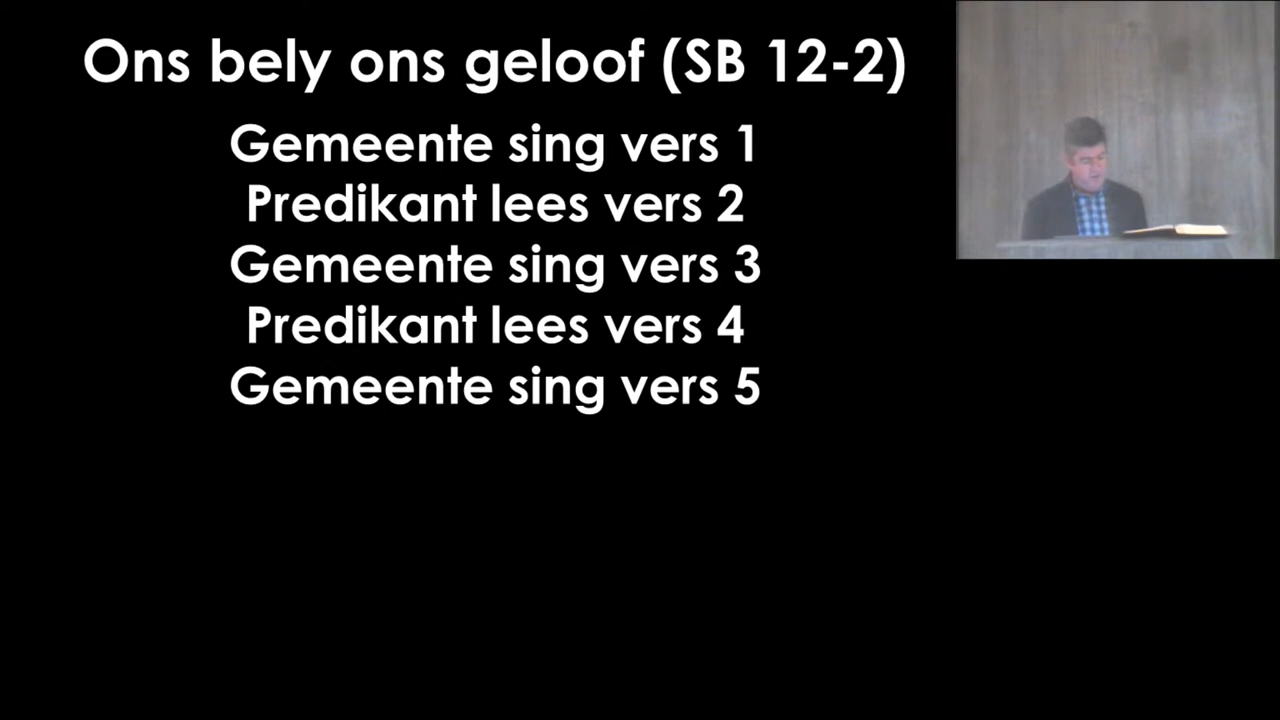 Ons bely ons geloof (SB 12-2)
Gemeente sing vers 1
Predikant lees vers 2
Gemeente sing vers 3
Predikant lees vers 4
Gemeente sing vers 5